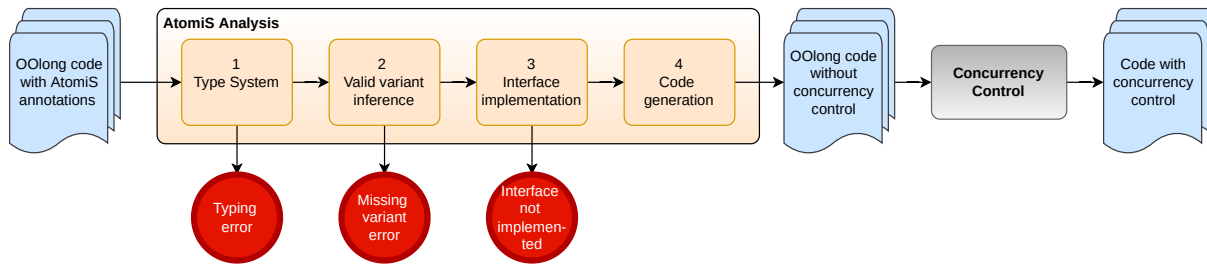 AtomiS Analysis
OOlong code
with AtomiS
annotations
1
Type System
2
Valid variant
inference
3
Interface
implementation
4
Code
generation
OOlong code
without
concurrency
control
Concurrency
Control
Code with
concurrency
control
Typing
error
Missing
variant
error
Interface
not
implemen-
ted